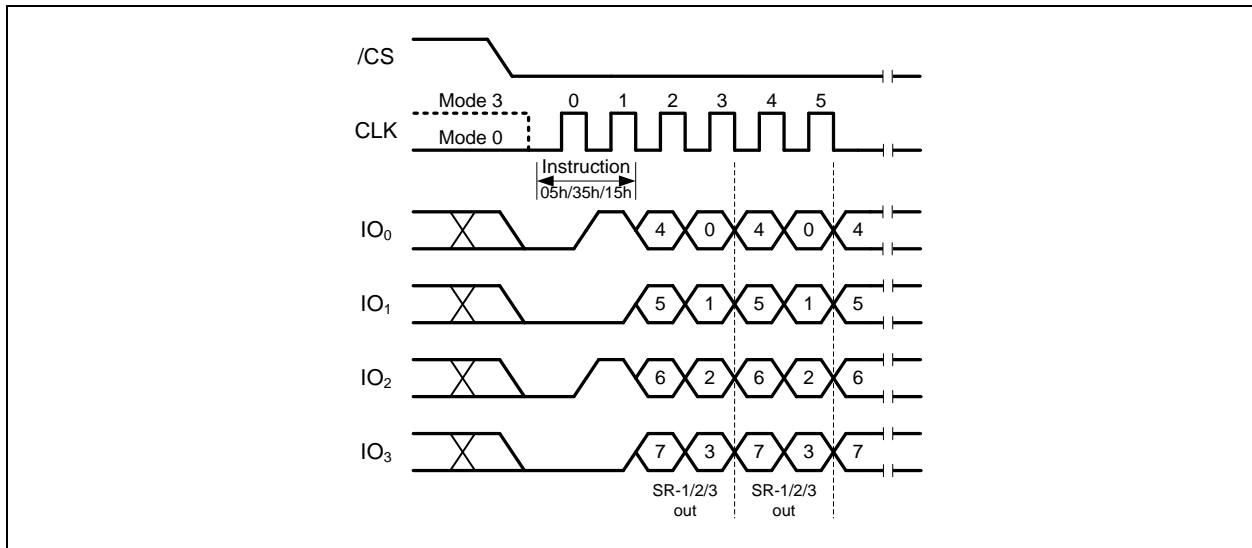 /CS
Mode 3 0 1 2 3 4 5
CLK
Mode 0
Instruction
05h/35h/15h
IO₀ 4 0 4 0 4
IO₁ 5 1 5 1 5
IO₂ 6 2 6 2 6
IO₃ 7 3 7 3 7
SR-1/2/3 SR-1/2/3
out out